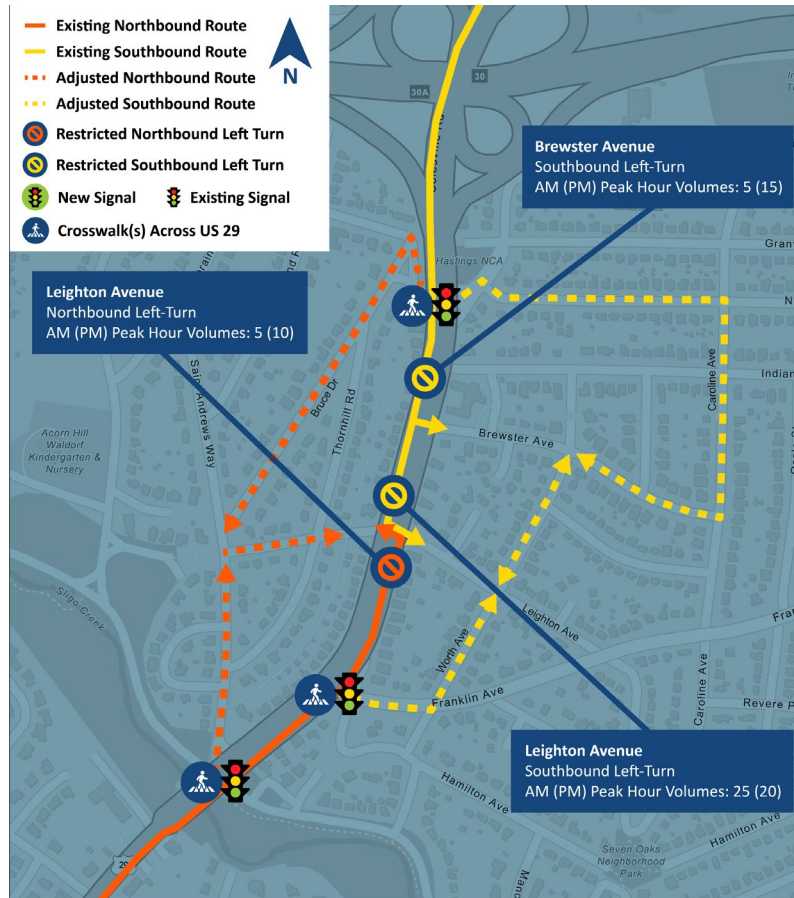 Existing Northbound Route
Existing Southbound Route
Adjusted Northbound Route
Adjusted Southbound Route
N
Restricted Northbound Left Turn
Restricted Southbound Left Turn
New Signal
Existing Signal
Crosswalk(s) Across US 29
30A
30
Brewster Avenue
Southbound Left-Turn
AM (PM) Peak Hour Volumes: 5 (15)
Hastings NCA
Leighton Avenue
Northbound Left-Turn
AM (PM) Peak Hour Volumes: 5 (10)
Saint Andrews Way
Bruce Dr
Thornhill Rd
Caroline Ave
Brewster Ave
Acorn Hill
Waldorf
Kindergarten &
Nursery
Sligo Creek
Leighton Ave
Worth Ave
Franklin Ave
Caroline Ave
Leighton Avenue
Southbound Left-Turn
AM (PM) Peak Hour Volumes: 25 (20)
Hamilton Ave
Hamilton Ave
Seven Oaks
Neighborhood
Park
29